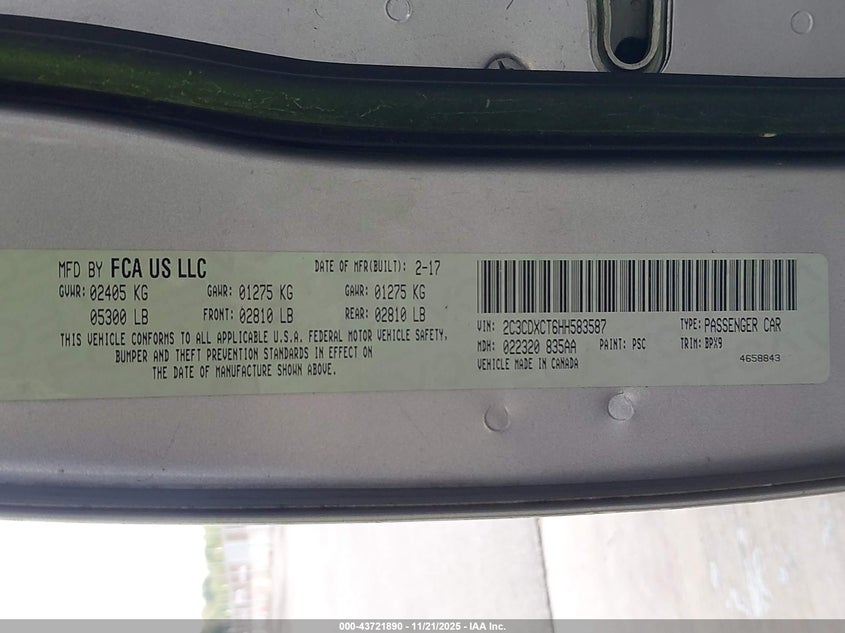 MFD BY FCA US LLC DATE OF MFR(BUILT): 2-17
GVWR: 02405 KG GAWR: 01275 KG GAWR: 01275 KG
05300 LB FRONT: 02810 LB REAR: 02810 LB
THIS VEHICLE CONFORMS TO ALL APPLICABLE U.S.A. FEDERAL MOTOR VEHICLE SAFETY,
BUMPER AND THEFT PREVENTION STANDARDS IN EFFECT ON
THE DATE OF MANUFACTURE SHOWN ABOVE.
VIN: 2C3CDXCT6HH583587 TYPE: PASSENGER CAR
MDH: 022320 835AA PAINT: PSC TRIM: BPX9
VEHICLE MADE IN CANADA 4658843
000-43721890 - 11/21/2025 - IAA Inc.